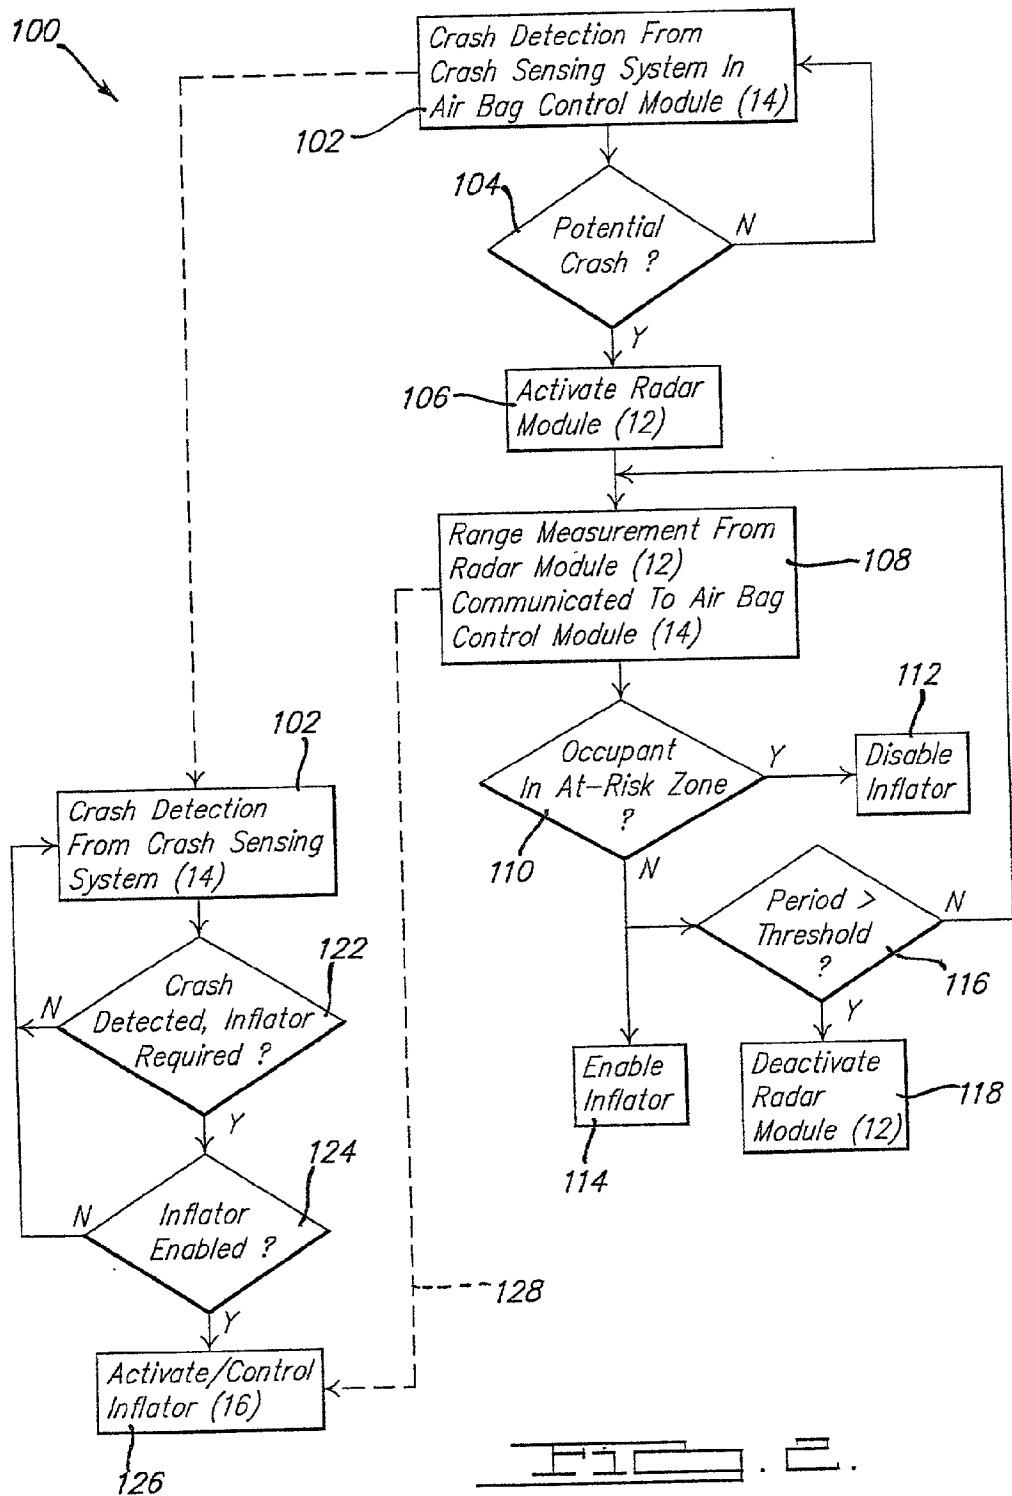 100
Crash Detection From
Crash Sensing System In
Air Bag Control Module (14)
102
104
Potential
Crash ?
N
Y
106
Activate Radar
Module (12)
Range Measurement From
Radar Module (12)
Communicated To Air Bag
Control Module (14)
108
112
Occupant
In At-Risk Zone
?
Y
Disable
Inflator
110
N
102
Crash Detection
From Crash Sensing
System (14)
Period >
Threshold
?
N
116
Y
122
Crash
Detected, Inflator
Required ?
N
Y
Enable
Inflator
114
Deactivate
Radar
Module (12)
118
124
Inflator
Enabled ?
N
Y
128
Activate/Control
Inflator (16)
126